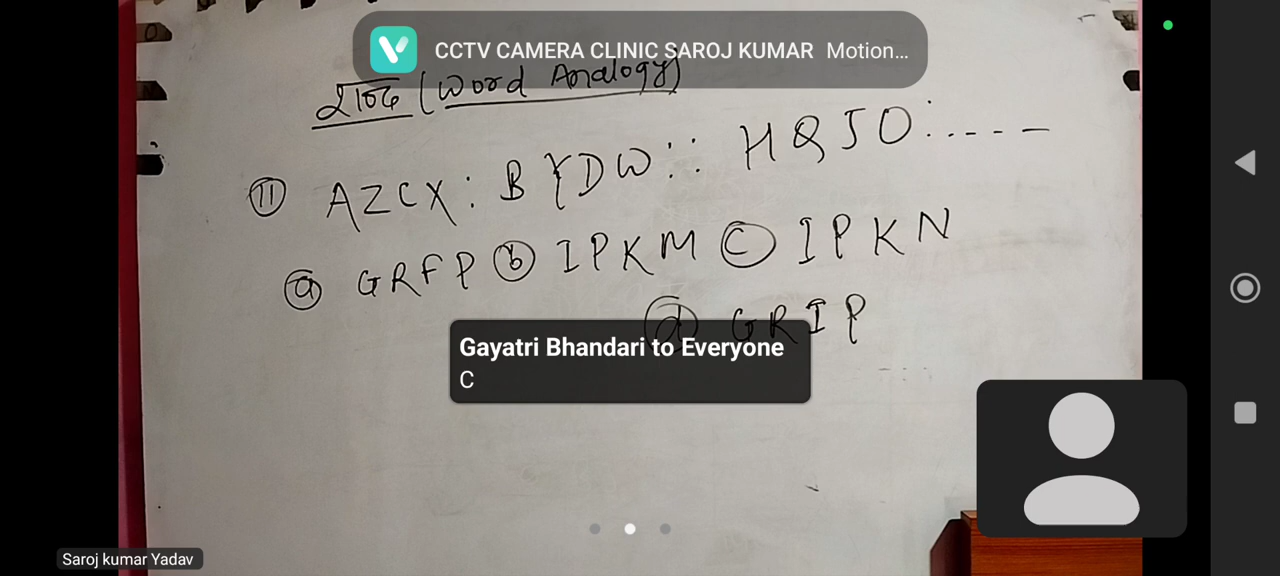 CCTV CAMERA CLINIC SAROJ KUMAR Motion...
(Word Analogy)
11 AZCX : BYDW :: HQJO : -----
a GRFP b IPKM c IPKN
d GRIP
Gayatri Bhandari to Everyone
C
Saroj kumar Yadav